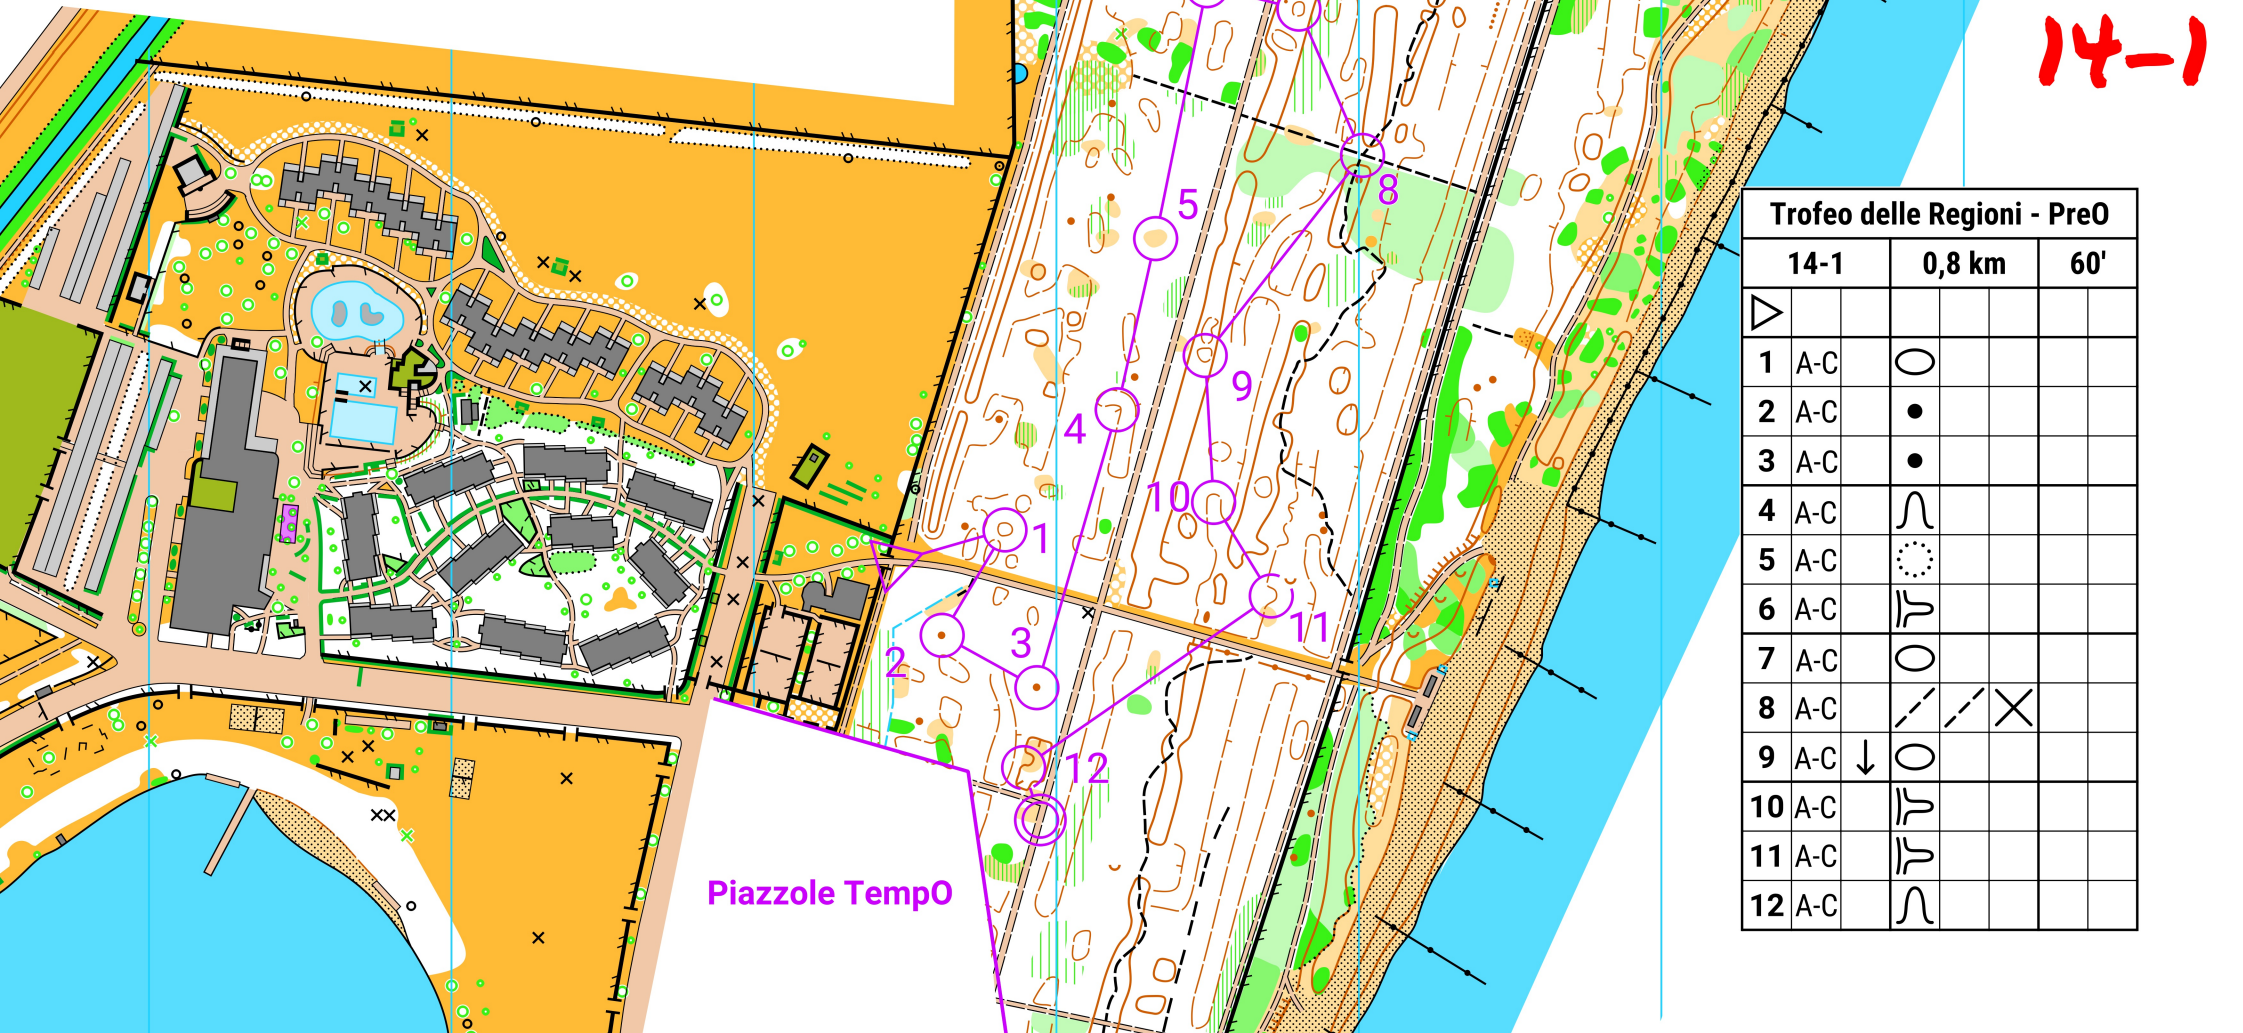 14-1
5
8
9
4
10
1
11
3
2
12
Piazzole TempO
Trofeo delle Regioni - PreO
14-1 0,8 km 60'
1 A-C
2 A-C
3 A-C
4 A-C
5 A-C
6 A-C
7 A-C
8 A-C
9 A-C
10 A-C
11 A-C
12 A-C